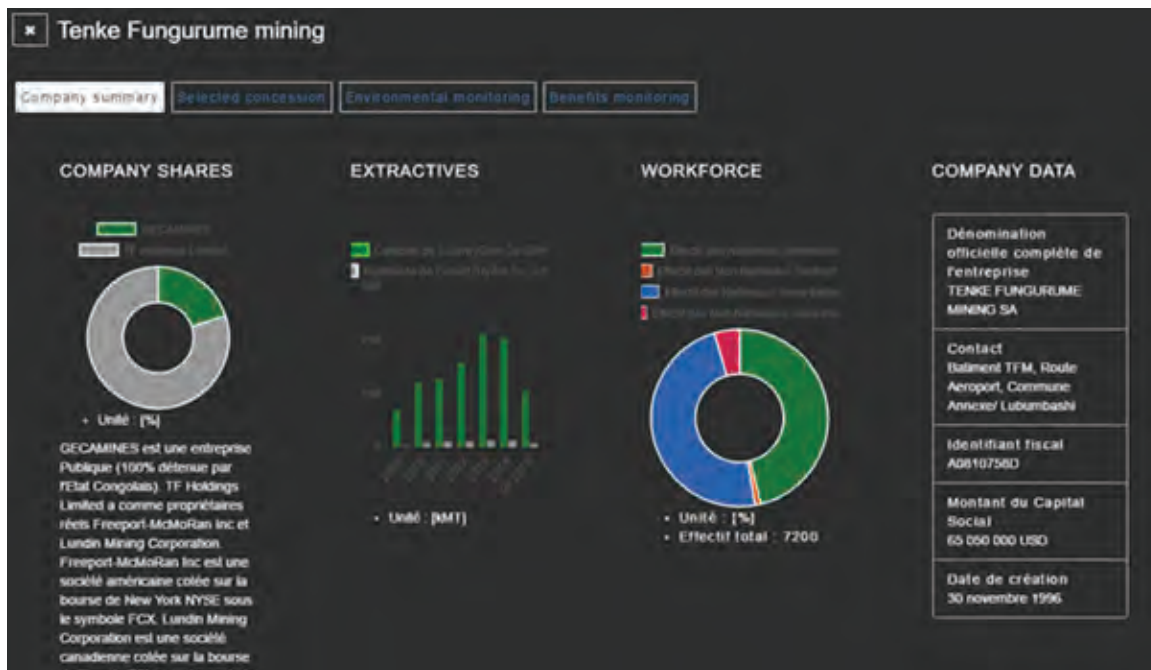 Tenke Fungurume mining
Company summary
Selected concession
Environmental monitoring
Benefits monitoring
COMPANY SHARES
GECAMINES
TF Holdings Limited
• Unité : [%]
GECAMINES est une entreprise
Publique (100% détenue par
l'Etat Congolais). TF Holdings
Limited a comme propriétaires
réels Freeport-McMoRan Inc et
Lundin Mining Corporation.
Freeport-McMoRan Inc est une
société américaine cotée sur la
bourse de New York NYSE sous
le symbole FCX. Lundin Mining
Corporation est une société
canadienne cotée sur la bourse
EXTRACTIVES
• Unité : [kMT]
WORKFORCE
• Unité : [%]
• Effectif total : 7200
COMPANY DATA
Dénomination
officielle complète de
l'entreprise
TENKE FUNGURUME
MINING SA
Contact
Batiment TFM, Route
Aeroport, Commune
Annexe/ Lubumbashi
Identifiant fiscal
A0810758D
Montant du Capital
Social
65 050 000 USD
Date de création
30 novembre 1996